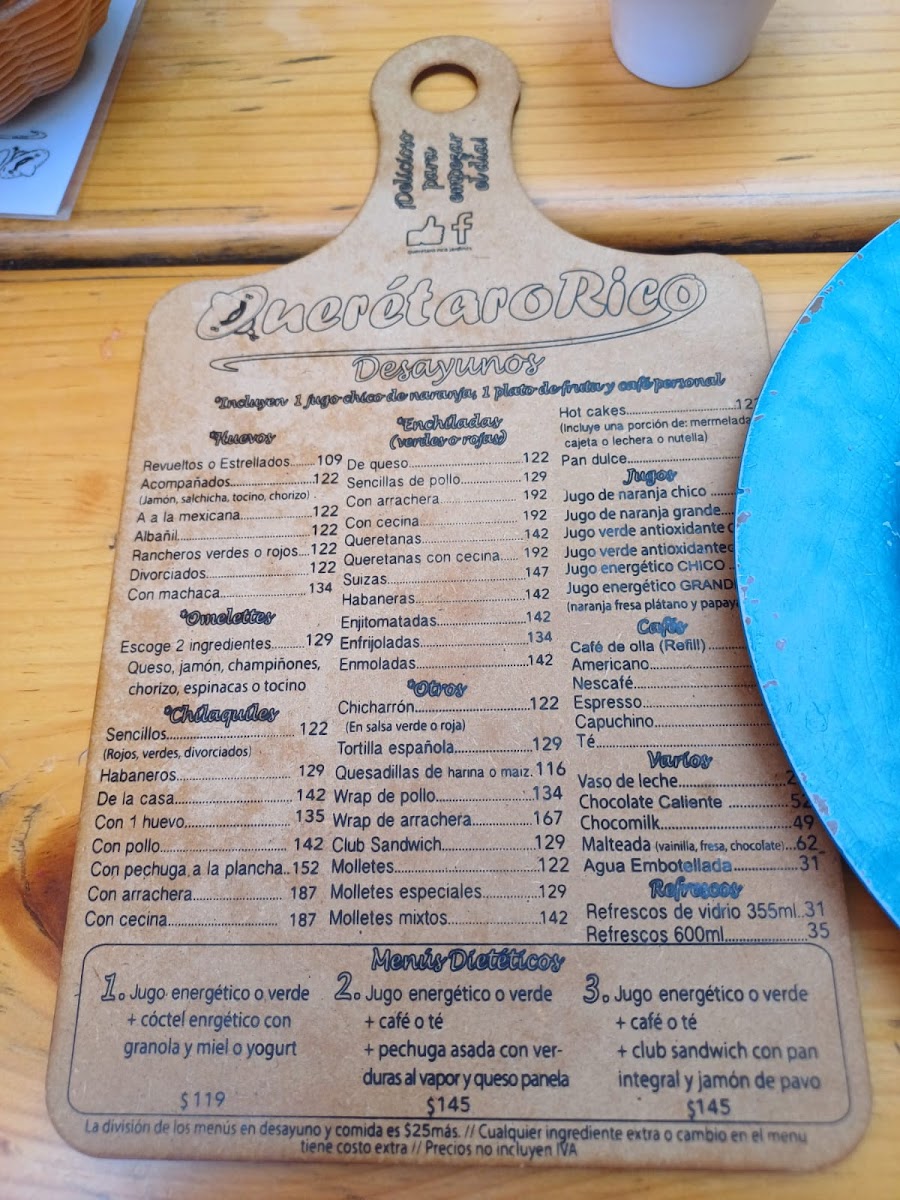 ¡Delicioso
para
empezar
el día!
QuerétaroRico
Desayunos
*Incluyen 1 jugo chico de naranja, 1 plato de fruta y café personal
*Huevos
Revueltos o Estrellados.......109
Acompañados..................122
(Jamón, salchicha, tocino, chorizo)
A a la mexicana................122
Albañil..............................122
Rancheros verdes o rojos...122
Divorciados......................122
Con machaca...................134
*Omelettes
Escoge 2 ingredientes.......129
Queso, jamón, champiñones,
chorizo, espinacas o tocino
*Chilaquiles
Sencillos...........................122
(Rojos, verdes, divorciados)
Habaneros.......................129
De la casa.......................142
Con 1 huevo.....................135
Con pollo.........................142
Con pechuga a la plancha..152
Con arrachera..................187
Con cecina.......................187
*Enchiladas
(verdes o rojas)
De queso.........................122
Sencillas de pollo.............129
Con arrachera..................192
Con cecina.......................192
Queretanas......................142
Queretanas con cecina.....192
Suizas..............................147
Habaneras.......................142
Enjitomatadas..................142
Enfrijoladas.....................134
Enmoladas.......................142
*Otros
Chicharrón.......................122
(En salsa verde o roja)
Tortilla española...............129
Quesadillas de harina o maiz.116
Wrap de pollo...................134
Wrap de arrachera............167
Club Sandwich..................129
Molletes...........................122
Molletes especiales...........129
Molletes mixtos.................142
Hot cakes.........................
(Incluye una porción de: mermelada
cajeta o lechera o nutella)
Pan dulce.........................
Jugos
Jugo de naranja chico
Jugo de naranja grande....
Jugo verde antioxidante
Jugo verde antioxidante
Jugo energético CHICO
Jugo energético
(naranja fresa plátano y
Cafés
Café de olla (Refill)............
Americano........................
Nescafé...........................
Espresso..........................
Capuchino........................
Té...................................
Varios
Vaso de leche...................
Chocolate Caliente ...........52
Chocomilk........................49
Malteada (vainilla, fresa, chocolate)...62
Agua Embotellada.............31
Refrescos
Refrescos de vidrio 355ml..31
Refrescos 600ml...............35
Menús Dietéticos
1. Jugo energético o verde
+ cóctel enrgético con
granola y miel o yogurt
$119
2. Jugo energético o verde
+ café o té
+ pechuga asada con ver-
duras al vapor y queso panela
$145
3. Jugo energético o verde
+ café o té
+ club sandwich con pan
integral y jamón de pavo
$145
La división de los menús en desayuno y comida es $25más. // Cualquier ingrediente extra o cambio en el menu
tiene costo extra // Precios no incluyen IVA